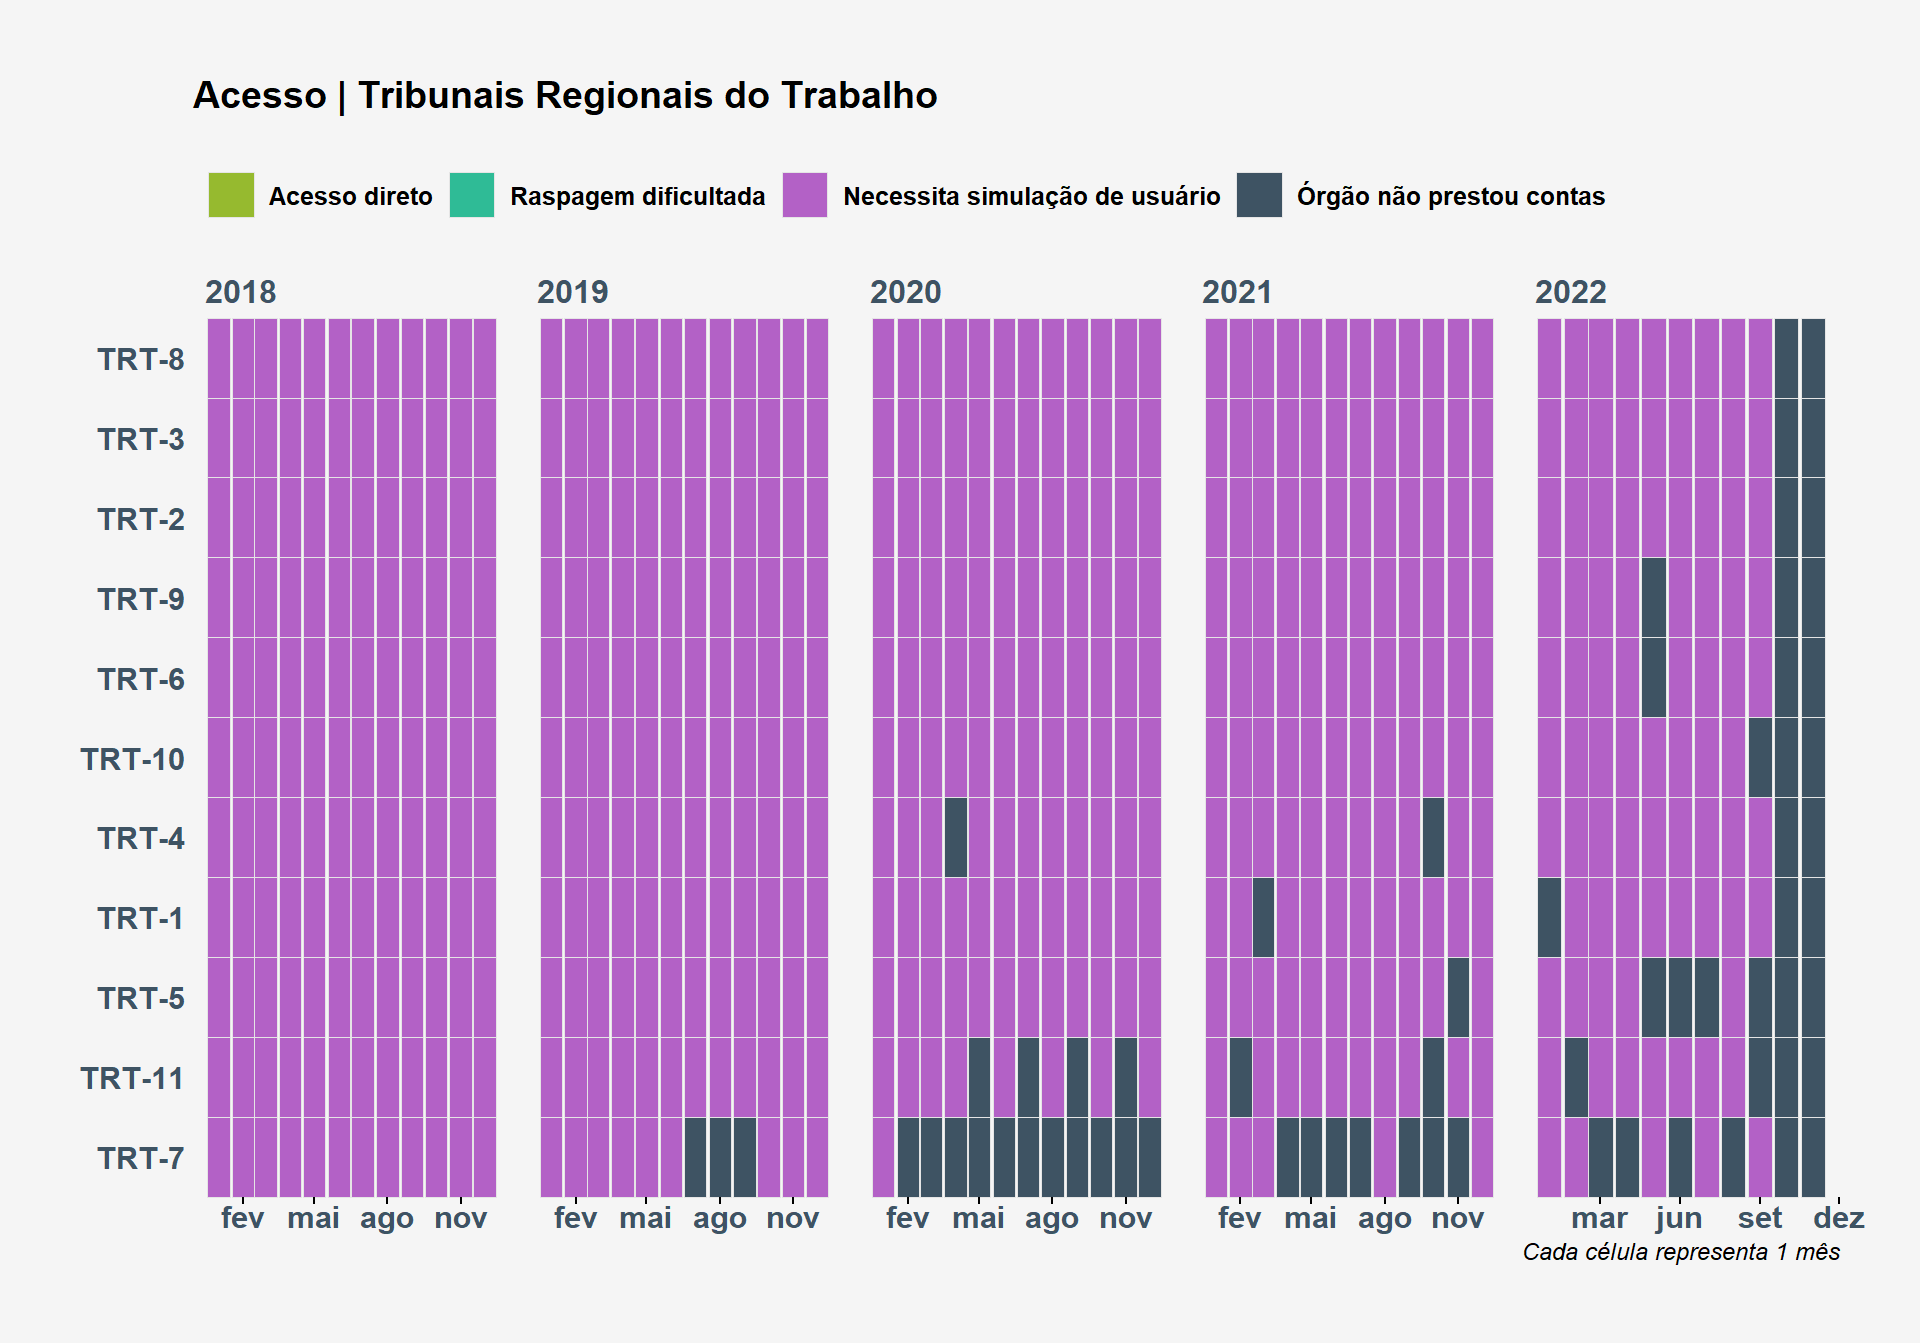 Acesso | Tribunais Regionais do Trabalho
Acesso direto Raspagem dificultada Necessita simulação de usuário Órgão não prestou contas
2018 2019 2020 2021 2022
TRT-8
TRT-3
TRT-2
TRT-9
TRT-6
TRT-10
TRT-4
TRT-1
TRT-5
TRT-11
TRT-7
fev mai ago nov fev mai ago nov fev mai ago nov fev mai ago nov mar jun set dez
Cada célula representa 1 mês